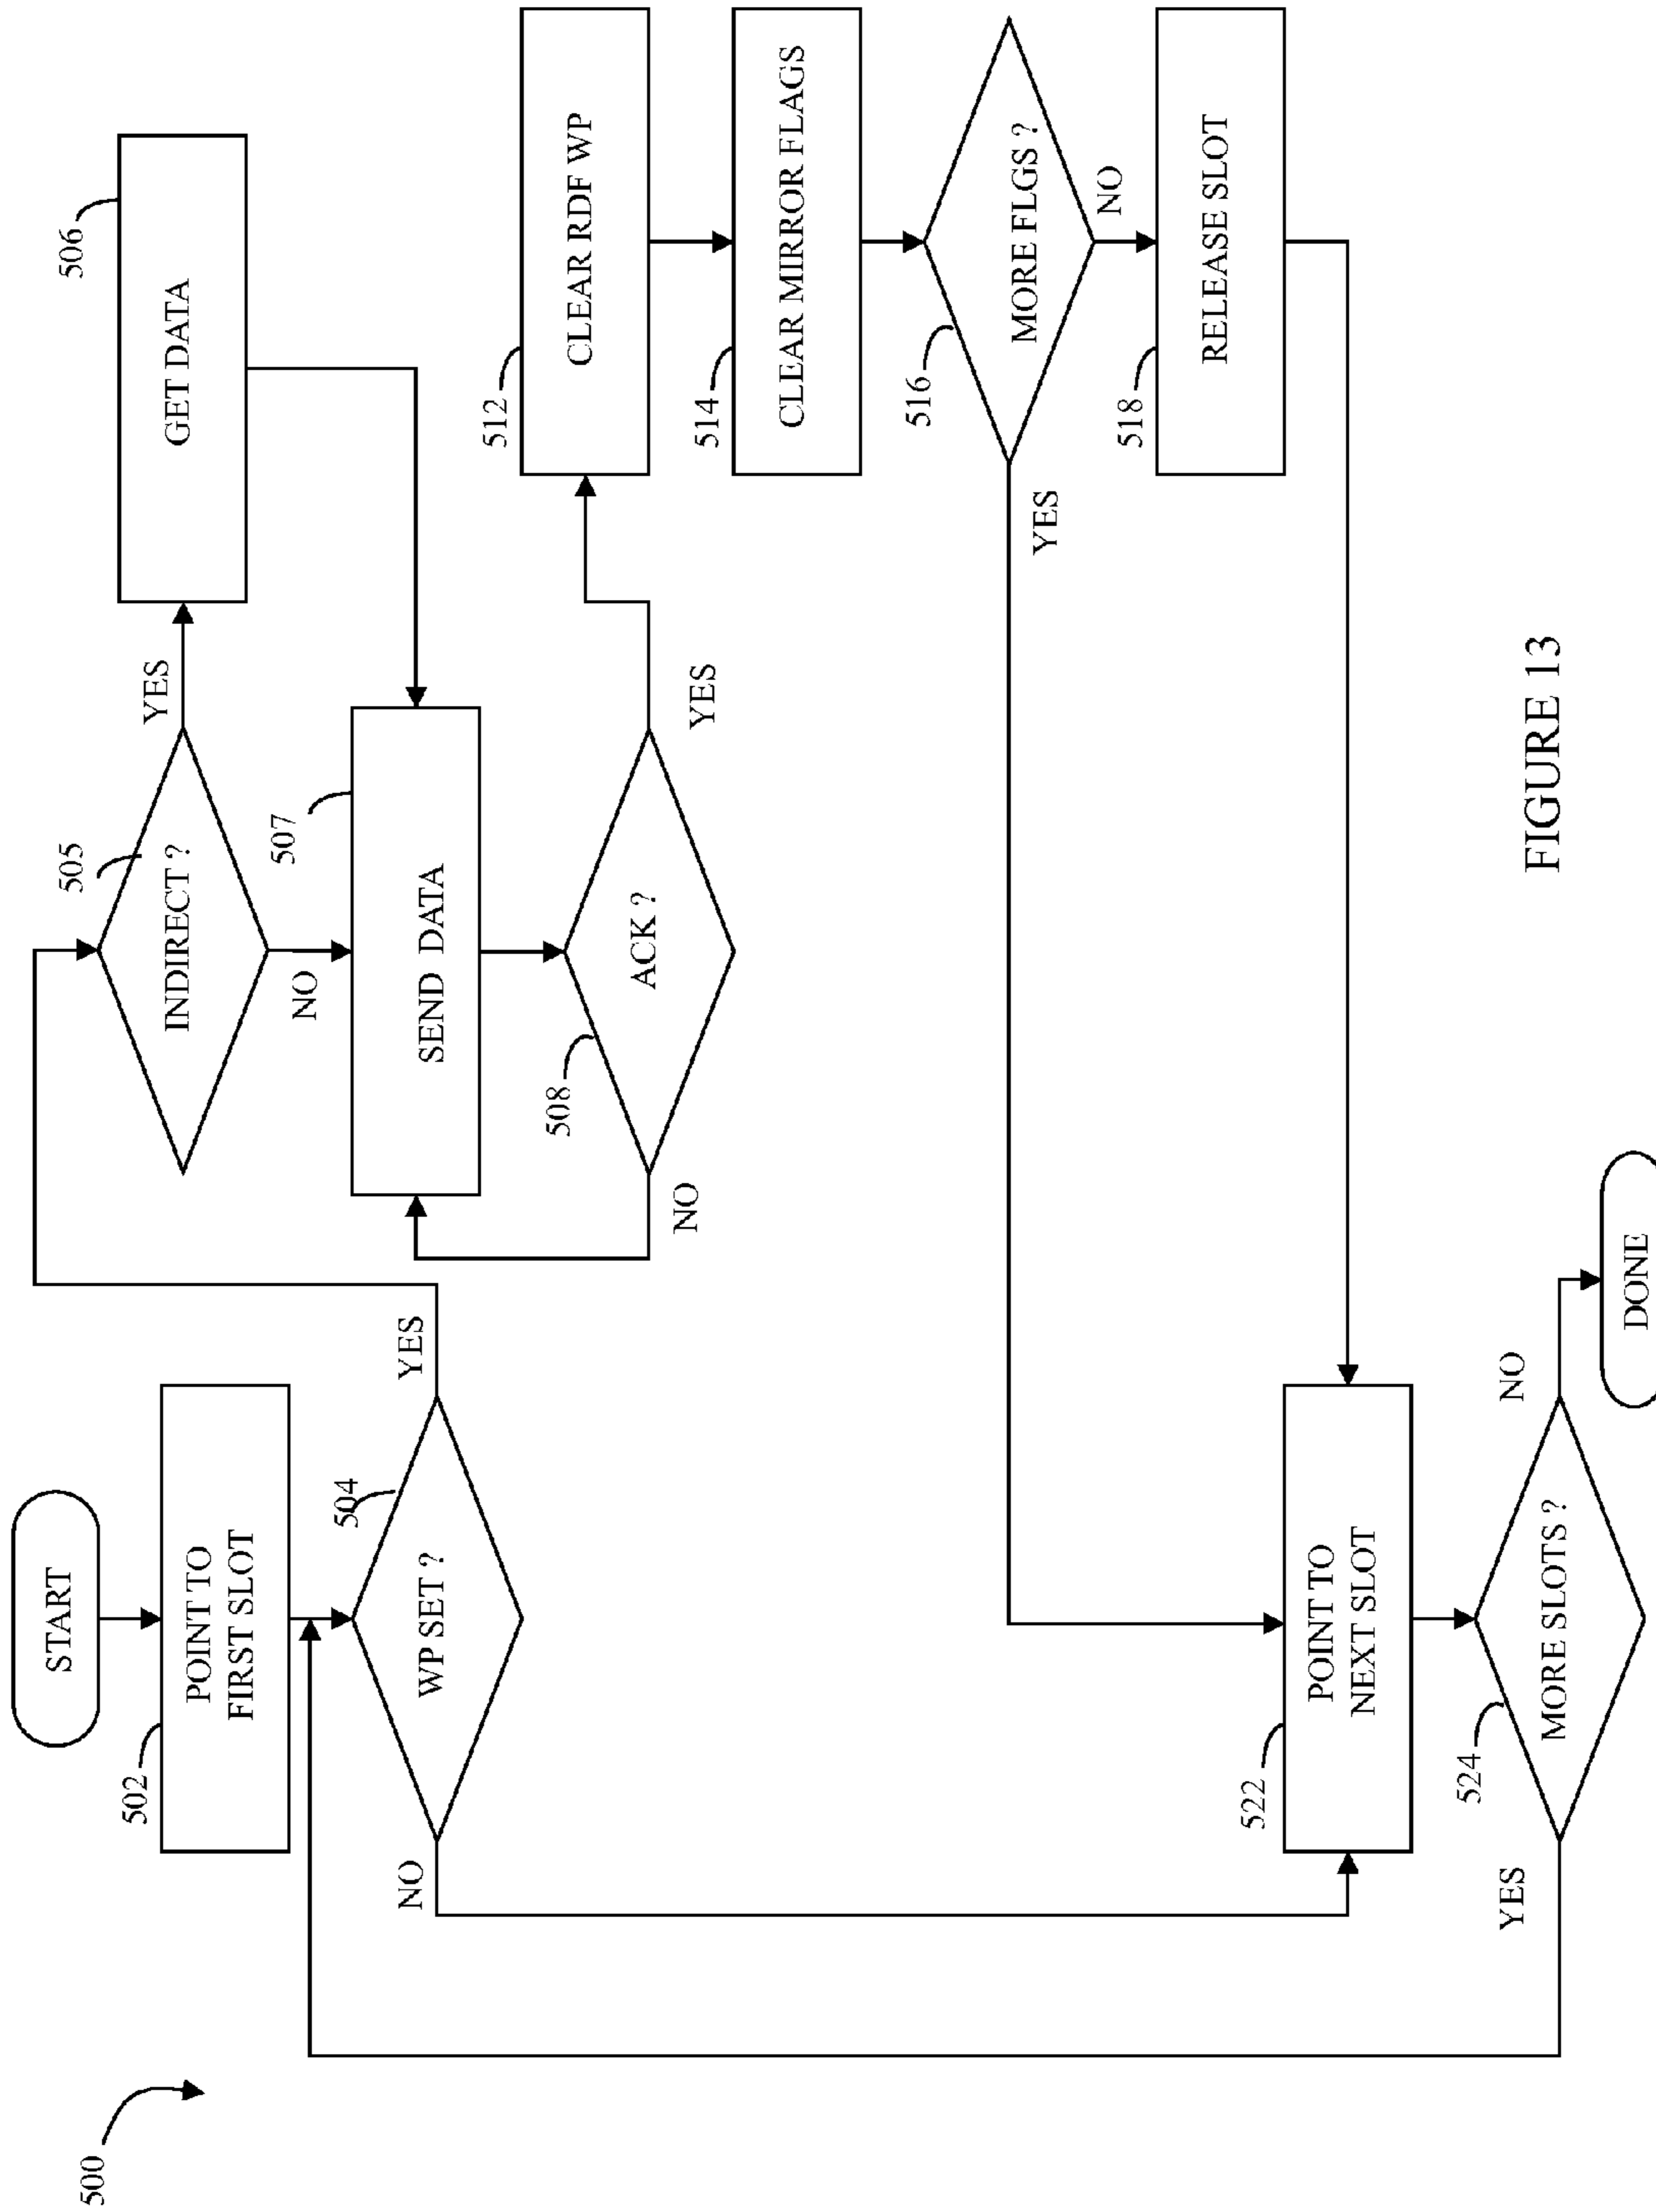 500
START
502
POINT TO
FIRST SLOT
504
WP SET ?
YES
NO
505
INDIRECT ?
YES
NO
506
GET DATA
507
SEND DATA
508
ACK ?
YES
NO
512
CLEAR RDF WP
514
CLEAR MIRROR FLAGS
516
MORE FLGS ?
YES
NO
518
RELEASE SLOT
522
POINT TO
NEXT SLOT
524
MORE SLOTS ?
YES
NO
DONE
FIGURE 13